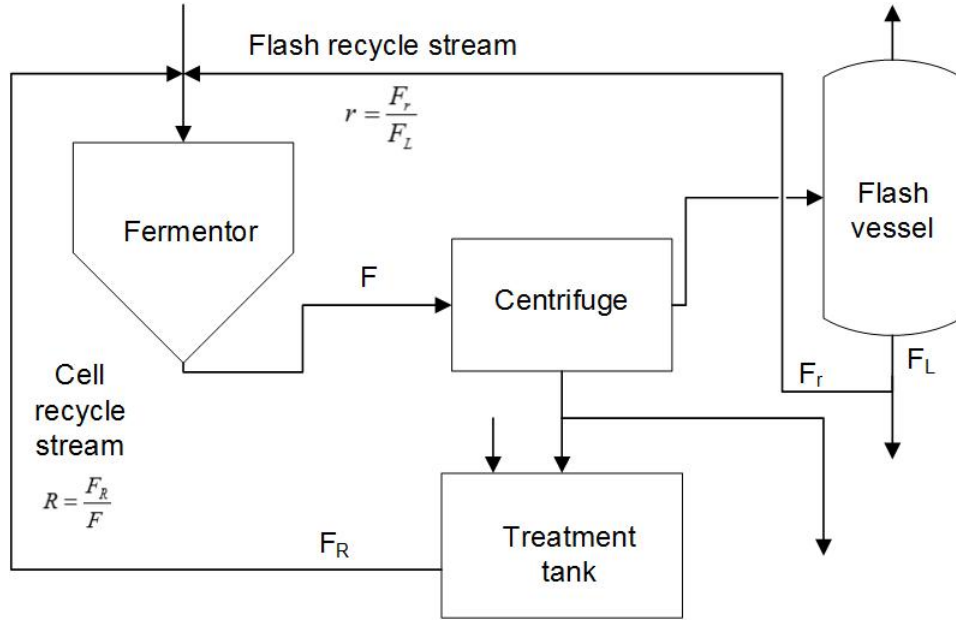 Flash recycle stream
r = F_r / F_L
Flash
vessel
Fermentor
F
Centrifuge
F_L
F_r
Cell
recycle
stream
R = F_R / F
Treatment
tank
F_R